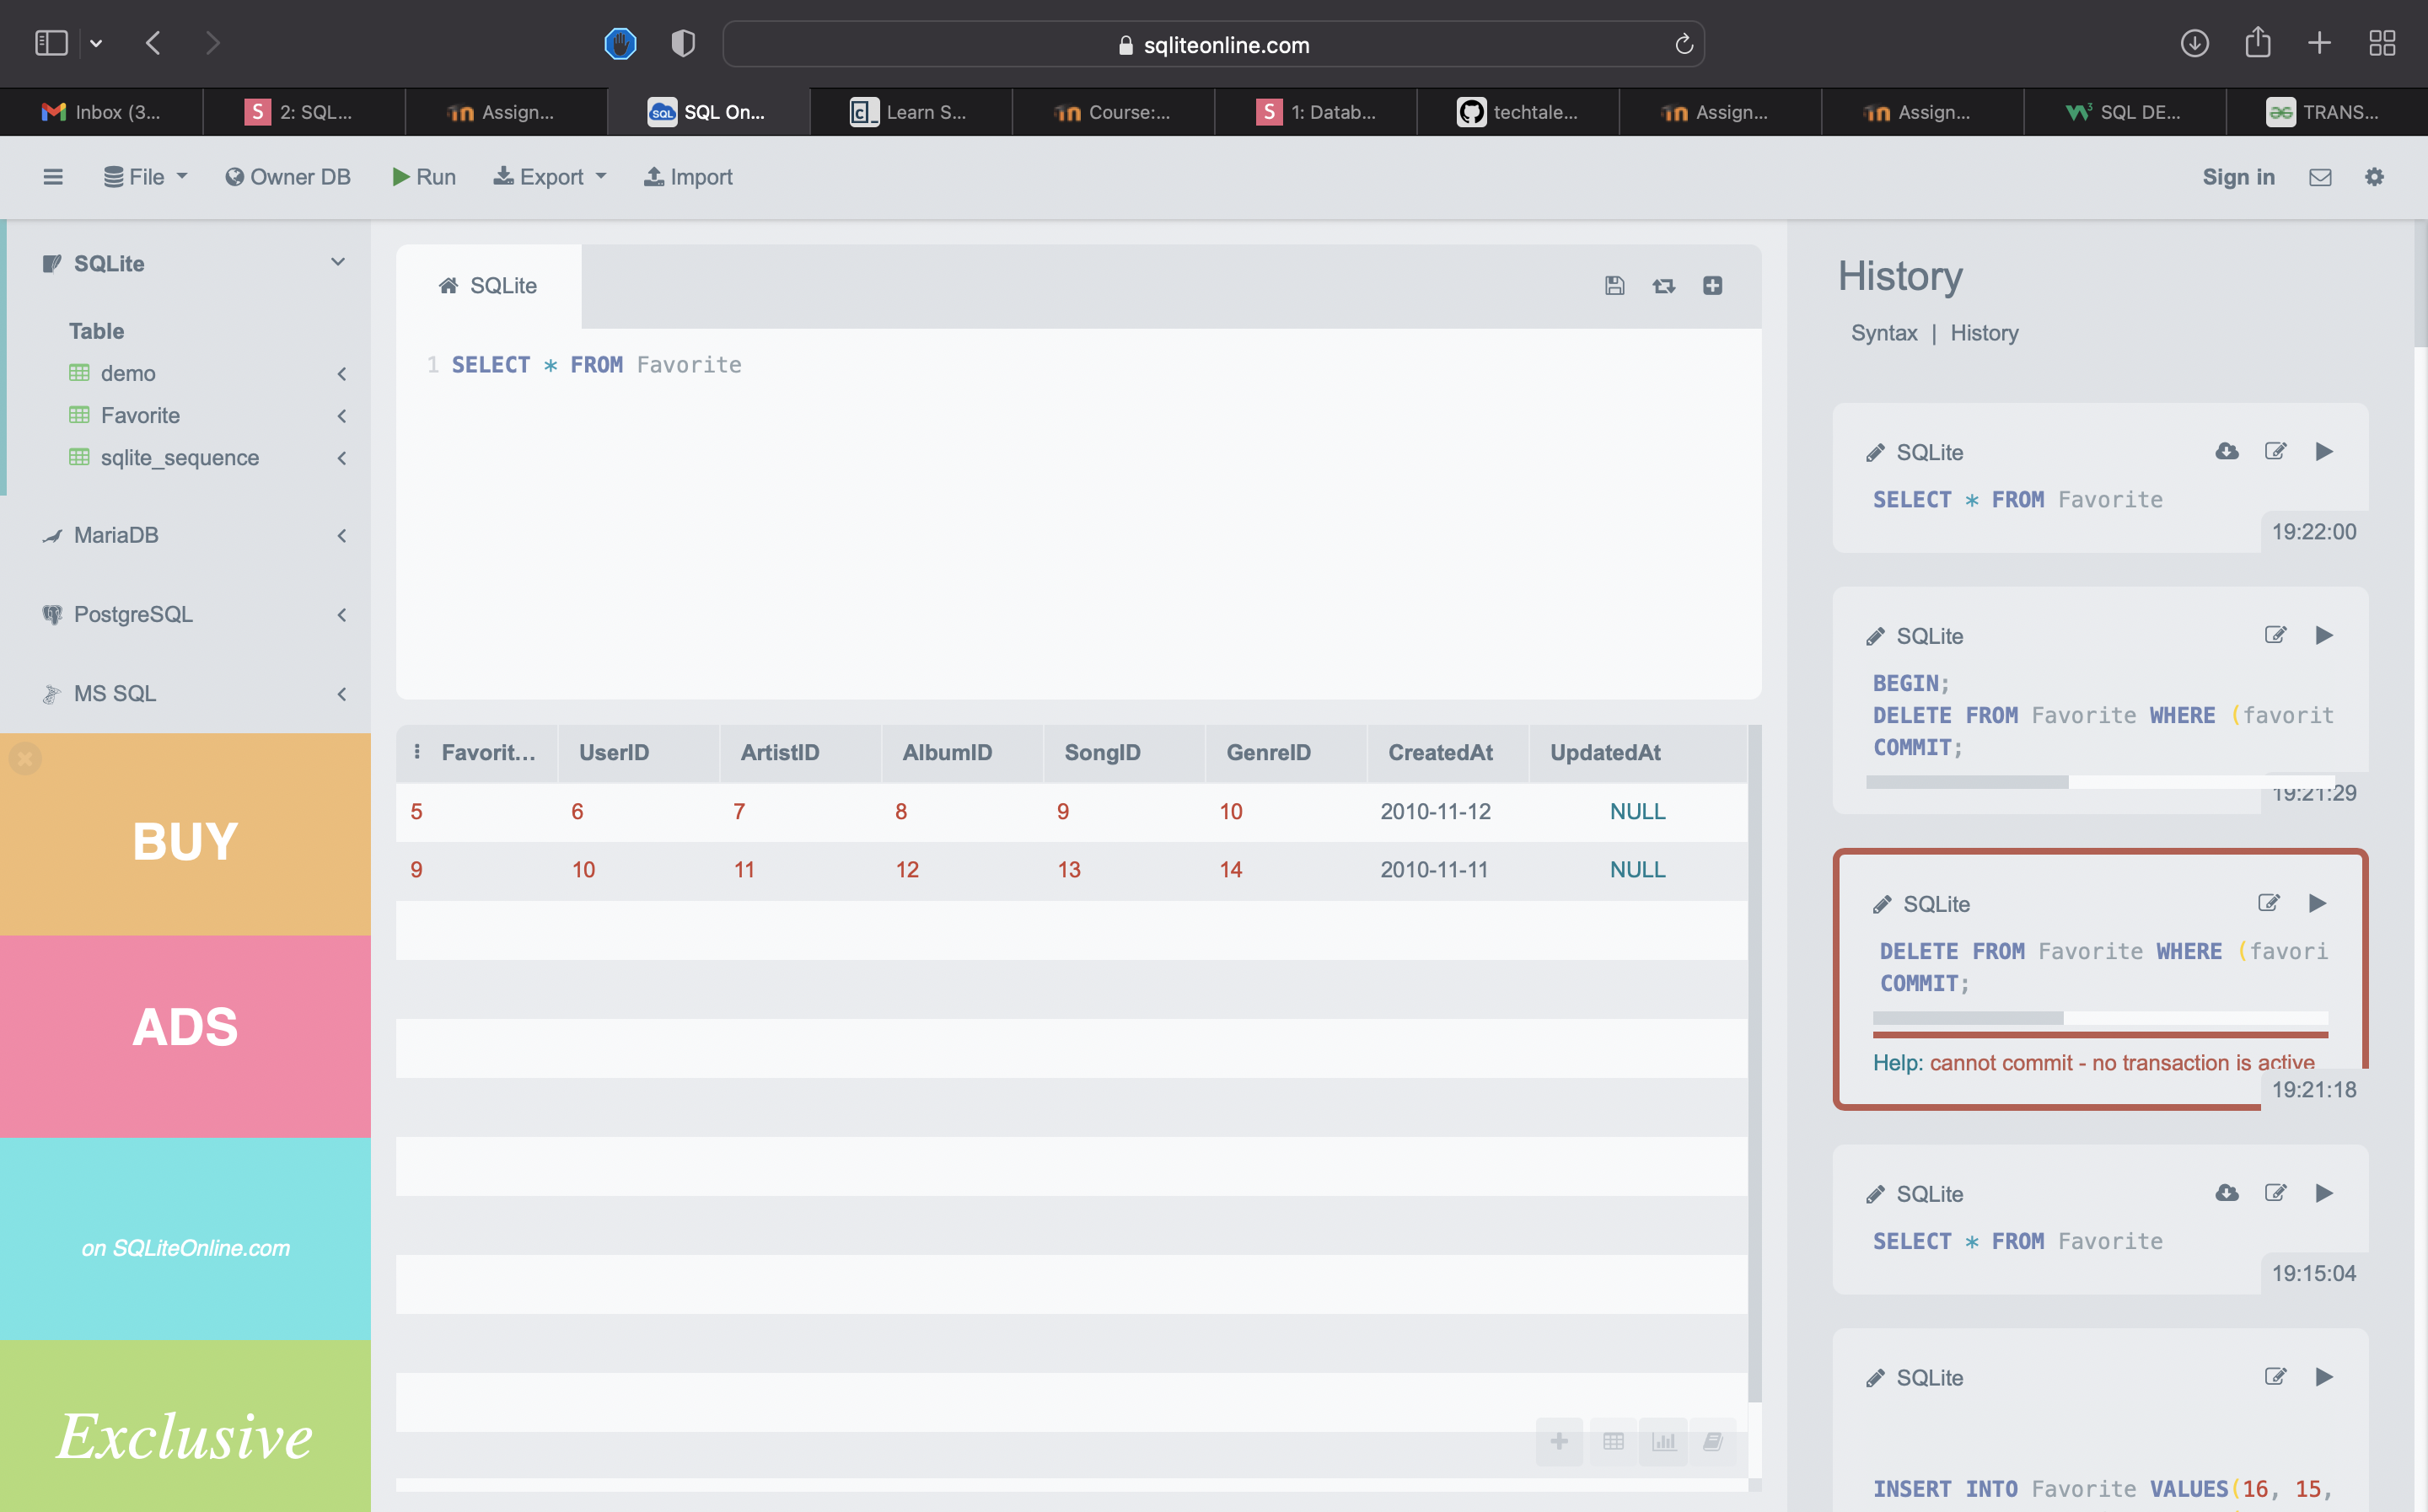 sqliteonline.com
Inbox (3...
2: SQL...
Assign...
SQL On...
Learn S...
Course:...
1: Datab...
techtale...
Assign...
Assign...
SQL DE...
TRANS...
File
Owner DB
Run
Export
Import
Sign in
SQLite
Table
demo
Favorite
sqlite_sequence
MariaDB
PostgreSQL
MS SQL
BUY
ADS
on SQLiteOnline.com
Exclusive
SQLite
1 SELECT * FROM Favorite
Favorit... UserID ArtistID AlbumID SongID GenreID CreatedAt UpdatedAt
5 6 7 8 9 10 2010-11-12 NULL
9 10 11 12 13 14 2010-11-11 NULL
History
Syntax | History
SQLite
SELECT * FROM Favorite
19:22:00
SQLite
BEGIN;
DELETE FROM Favorite WHERE (favorit
COMMIT;
19:21:29
SQLite
DELETE FROM Favorite WHERE (favori
COMMIT;
Help: cannot commit - no transaction is active
19:21:18
SQLite
SELECT * FROM Favorite
19:15:04
SQLite
INSERT INTO Favorite VALUES(16, 15,